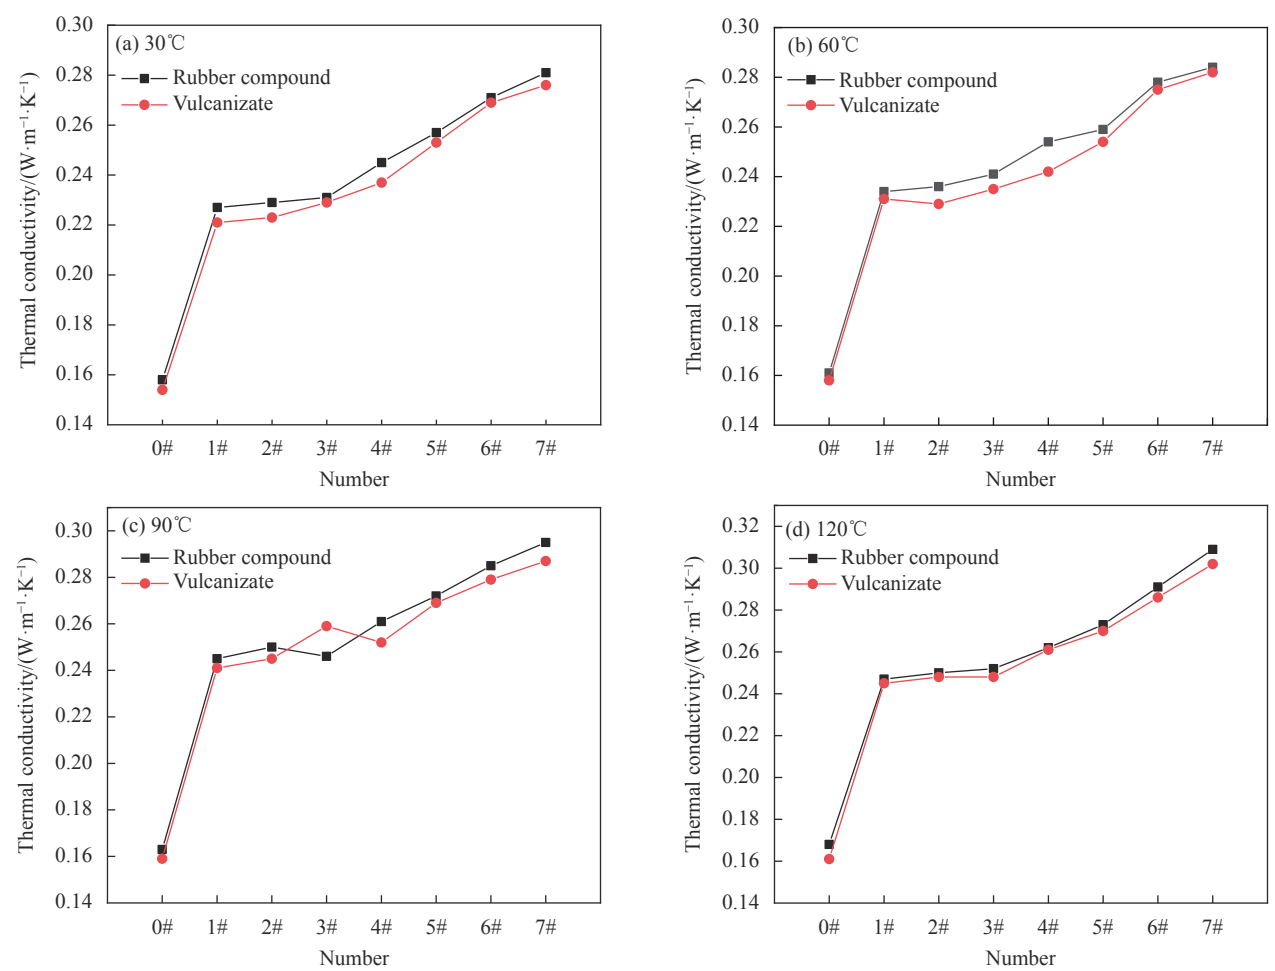 (a) 30℃
Rubber compound
Vulcanizate
Thermal conductivity/(W·m⁻¹·K⁻¹)
0.30
0.28
0.26
0.24
0.22
0.20
0.18
0.16
0.14
0# 1# 2# 3# 4# 5# 6# 7#
Number
(b) 60℃
Rubber compound
Vulcanizate
Thermal conductivity/(W·m⁻¹·K⁻¹)
0.30
0.28
0.26
0.24
0.22
0.20
0.18
0.16
0.14
0# 1# 2# 3# 4# 5# 6# 7#
Number
(c) 90℃
Rubber compound
Vulcanizate
Thermal conductivity/(W·m⁻¹·K⁻¹)
0.30
0.28
0.26
0.24
0.22
0.20
0.18
0.16
0.14
0# 1# 2# 3# 4# 5# 6# 7#
Number
(d) 120℃
Rubber compound
Vulcanizate
Thermal conductivity/(W·m⁻¹·K⁻¹)
0.32
0.30
0.28
0.26
0.24
0.22
0.20
0.18
0.16
0.14
0# 1# 2# 3# 4# 5# 6# 7#
Number